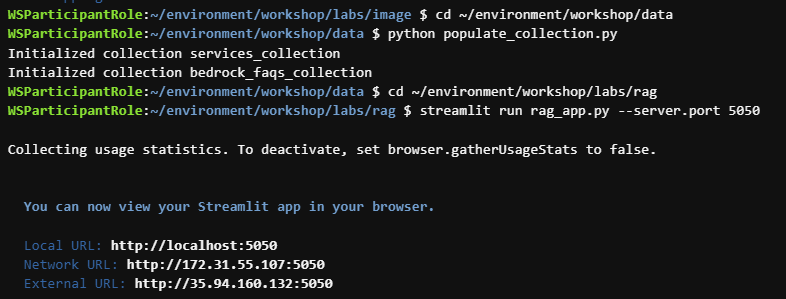 WSParticipantRole:~/environment/workshop/labs/image $ cd ~/environment/workshop/data
WSParticipantRole:~/environment/workshop/data $ python populate_collection.py
Initialized collection services_collection
Initialized collection bedrock_faqs_collection
WSParticipantRole:~/environment/workshop/data $ cd ~/environment/workshop/labs/rag
WSParticipantRole:~/environment/workshop/labs/rag $ streamlit run rag_app.py --server.port 5050
Collecting usage statistics. To deactivate, set browser.gatherUsageStats to false.
You can now view your Streamlit app in your browser.
Local URL: http://localhost:5050
Network URL: http://172.31.55.107:5050
External URL: http://35.94.160.132:5050